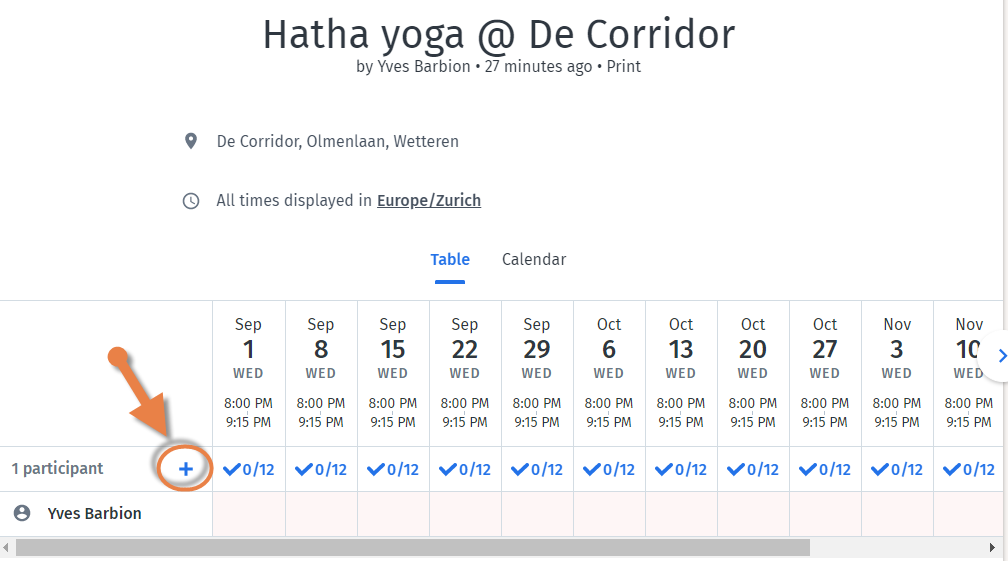 Hatha yoga @ De Corridor
by Yves Barbion • 27 minutes ago • Print
De Corridor, Olmenlaan, Wetteren
All times displayed in Europe/Zurich
Table Calendar
Sep Sep Sep Sep Sep Oct Oct Oct Oct Nov Nov
1 8 15 22 29 6 13 20 27 3 10
WED WED WED WED WED WED WED WED WED WED WED
8:00 PM 8:00 PM 8:00 PM 8:00 PM 8:00 PM 8:00 PM 8:00 PM 8:00 PM 8:00 PM 8:00 PM 8:00 PM
9:15 PM 9:15 PM 9:15 PM 9:15 PM 9:15 PM 9:15 PM 9:15 PM 9:15 PM 9:15 PM 9:15 PM 9:15 PM
1 participant + 0/12 0/12 0/12 0/12 0/12 0/12 0/12 0/12 0/12 0/12 0/12
Yves Barbion